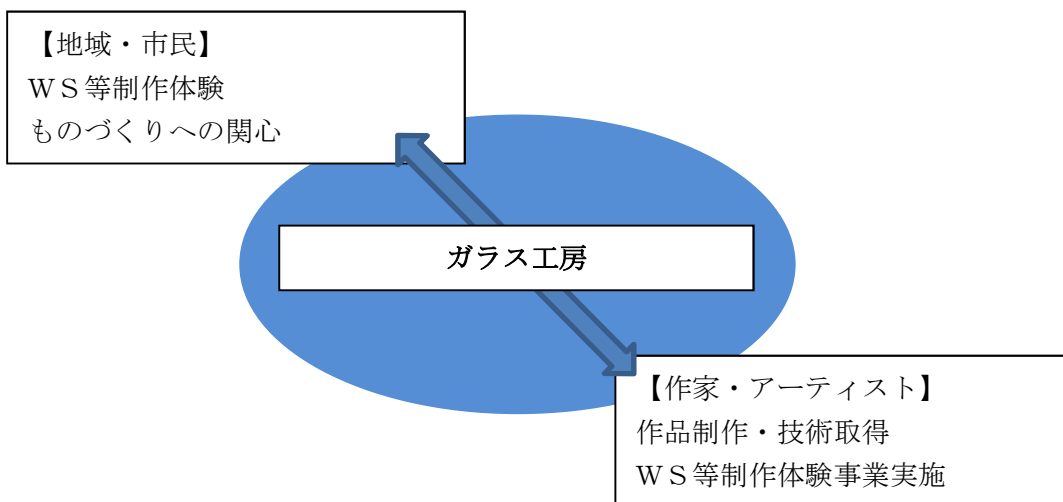 【地域・市民】
ＷＳ等制作体験
ものづくりへの関心
ガラス工房
【作家・アーティスト】
作品制作・技術取得
ＷＳ等制作体験事業実施